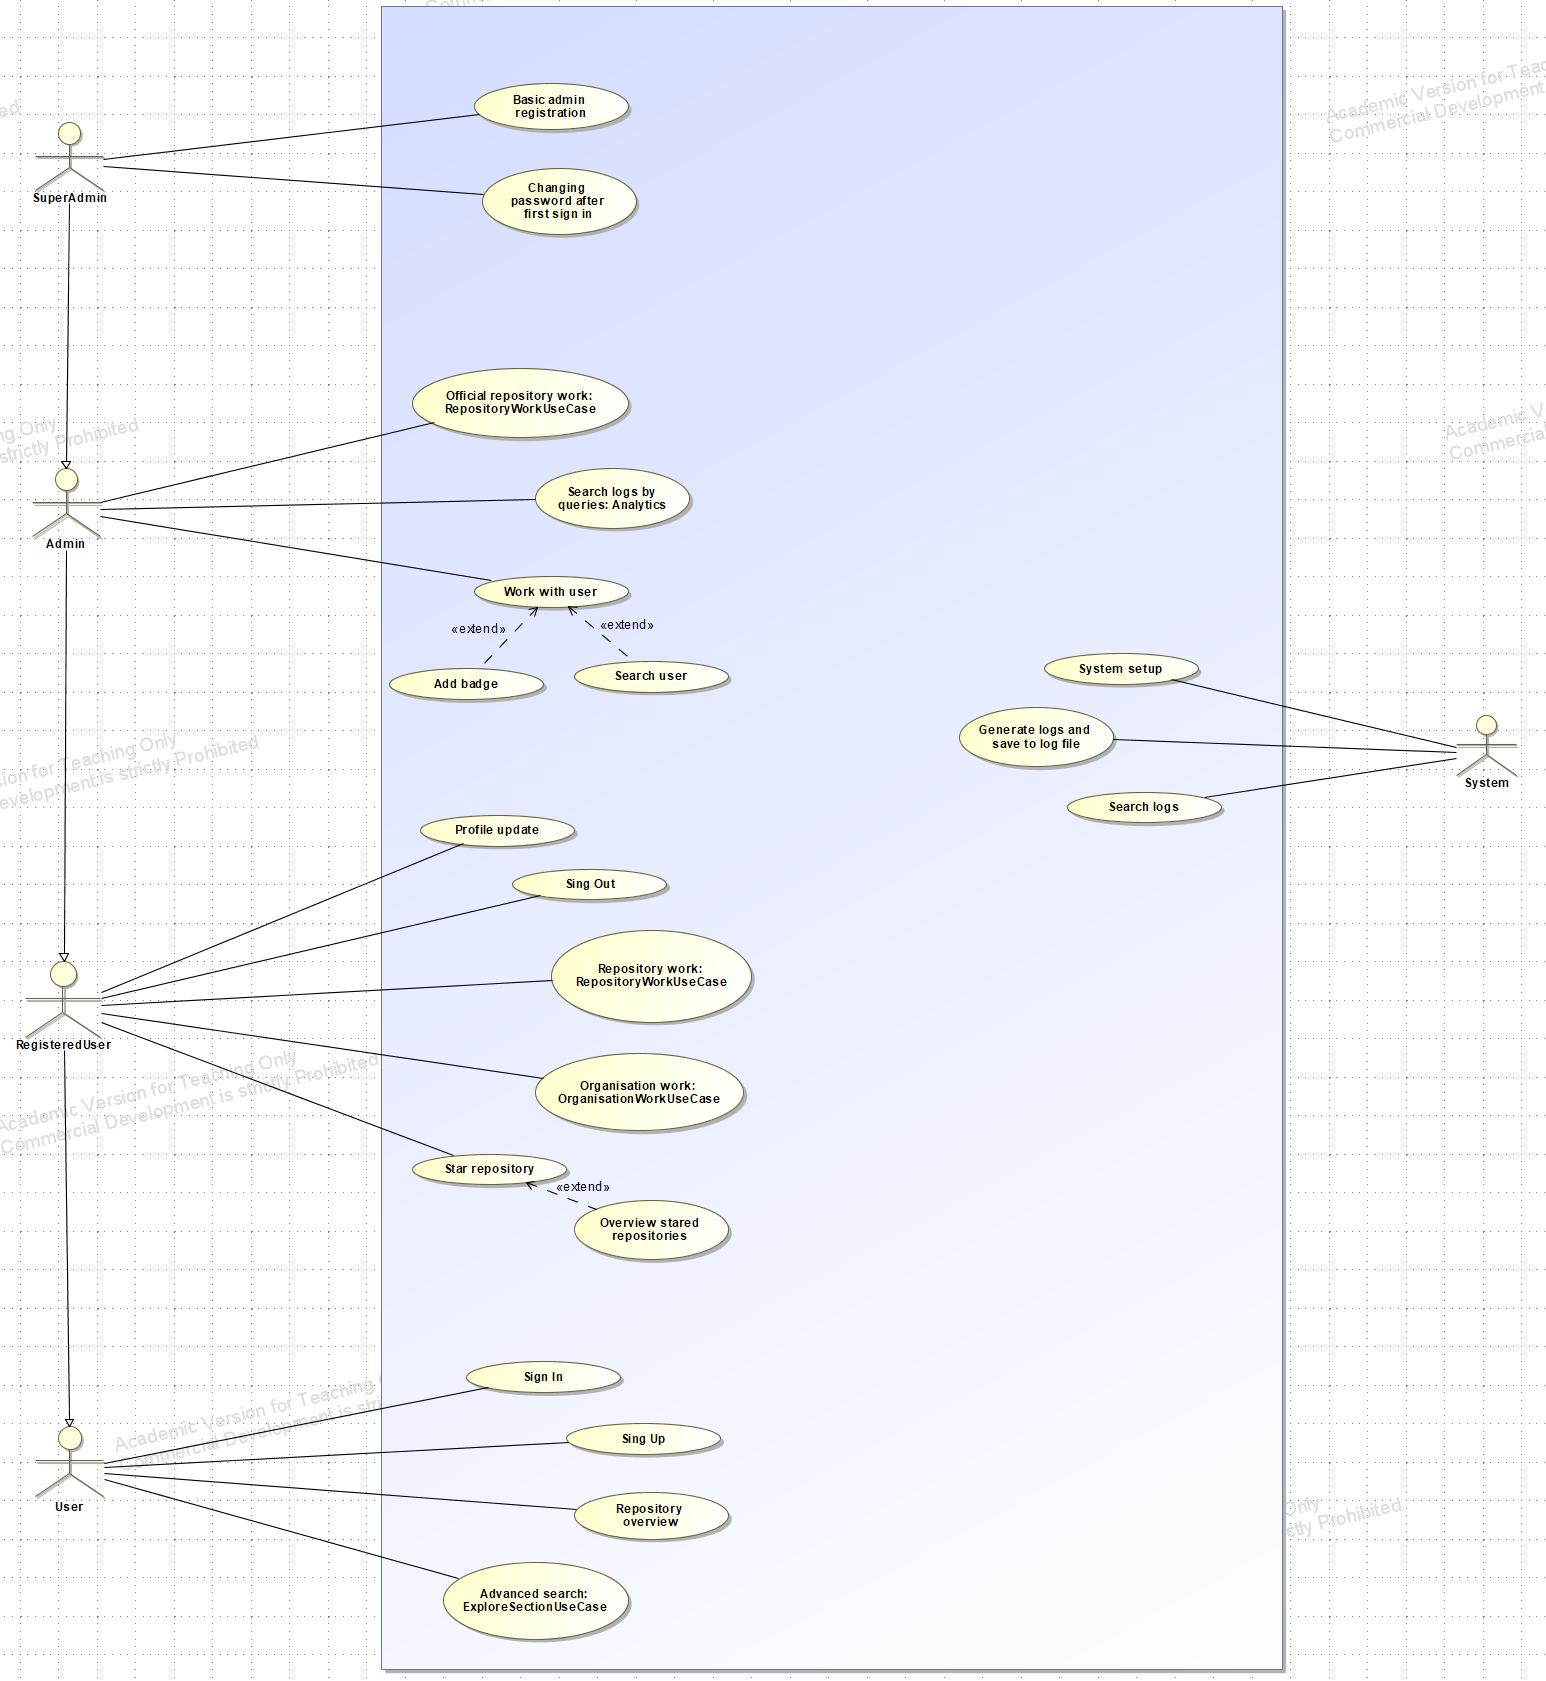 Basic admin
registration
SuperAdmin
Changing
password after
first sign in
Official repository work:
RepositoryWorkUseCase
Admin
Search logs by
queries: Analytics
Work with user
«extend»
«extend»
Add badge
Search user
System setup
Generate logs and
save to log file
Search logs
System
Profile update
Sing Out
RegisteredUser
Repository work:
RepositoryWorkUseCase
Organisation work:
OrganisationWorkUseCase
Star repository
«extend»
Overview stared
repositories
Sign In
Sing Up
User
Repository
overview
Advanced search:
ExploreSectionUseCase
Academic Version for Teac
Commercial Development
ng Only
strictly Prohibited
Academic V
Commercial
sion for Teaching Only
evelopment is strictly Prohibited
Academic Version for Teaching Only
Commercial Development is strictly Prohibited
Academic Version for Teaching
Commercial Development is stri
Only
ctly Prohibited